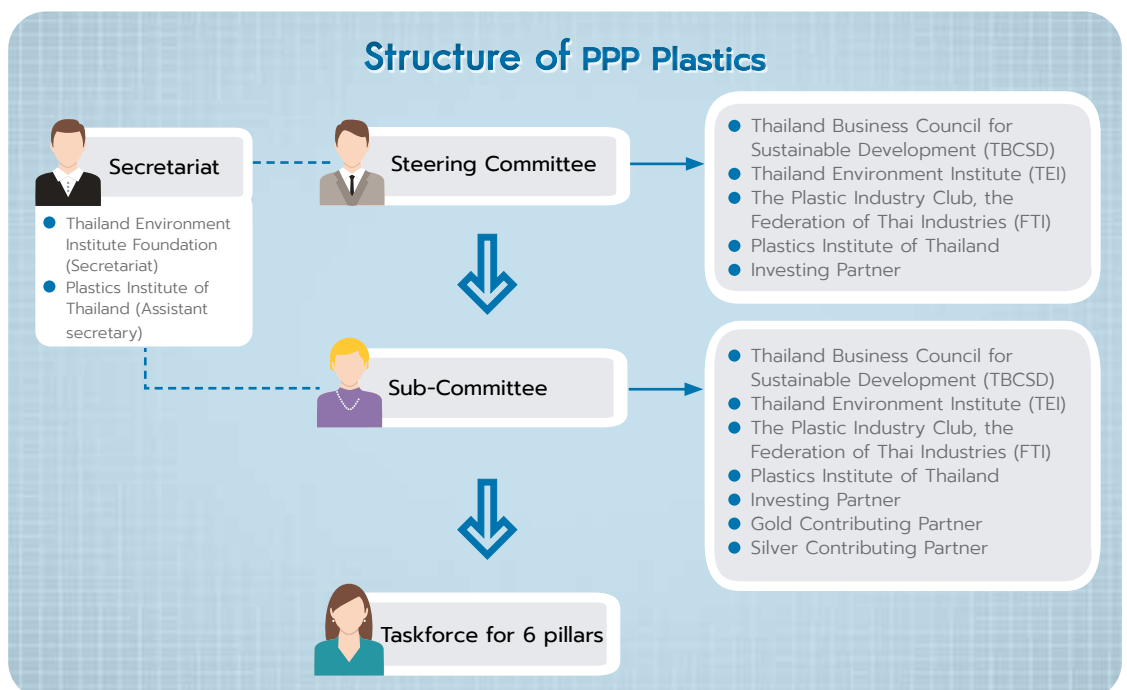 Structure of PPP Plastics
Secretariat
Thailand Environment
Institute Foundation
(Secretariat)
Plastics Institute of
Thailand (Assistant
secretary)
Steering Committee
Thailand Business Council for
Sustainable Development (TBCSD)
Thailand Environment Institute (TEI)
The Plastic Industry Club, the
Federation of Thai Industries (FTI)
Plastics Institute of Thailand
Investing Partner
Sub-Committee
Thailand Business Council for
Sustainable Development (TBCSD)
Thailand Environment Institute (TEI)
The Plastic Industry Club, the
Federation of Thai Industries (FTI)
Plastics Institute of Thailand
Investing Partner
Gold Contributing Partner
Silver Contributing Partner
Taskforce for 6 pillars